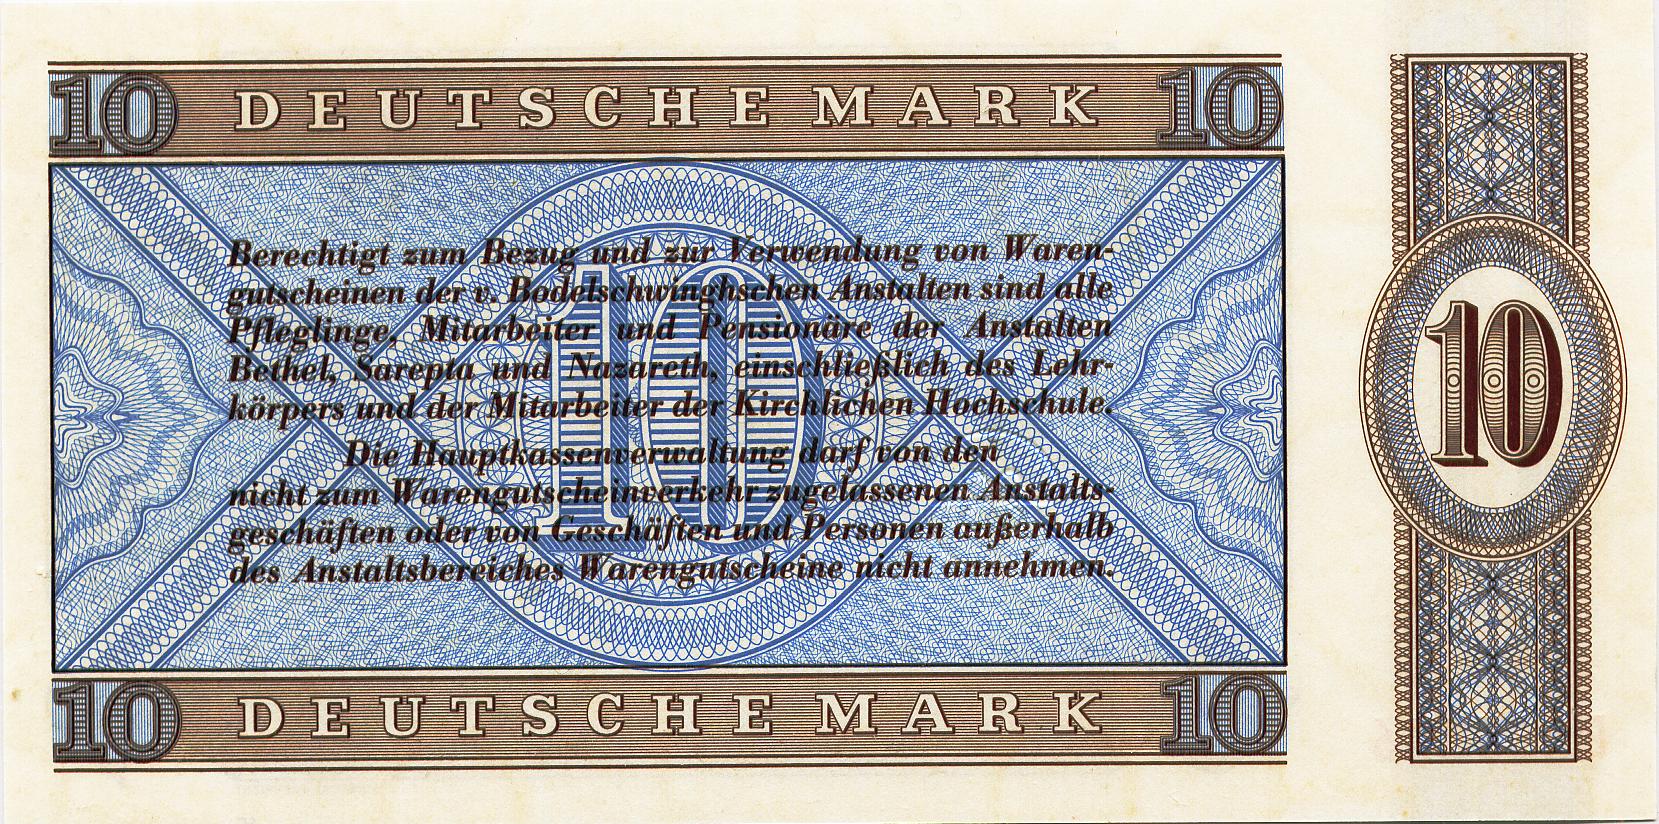 10 DEUTSCHE MARK 10
Berechtigt zum Bezug und zur Verwendung von Waren-
gutscheinen der v. Bodelschwinghschen Anstalten sind alle
Pfleglinge, Mitarbeiter und Pensionäre der Anstalten
Bethel, Sarepta und Nazareth, einschließlich des Lehr-
körpers und der Mitarbeiter der Kirchlichen Hochschule.
Die Hauptkassenverwaltung darf von den
nicht zum Warengutscheinverkehr zugelassenen Anstalts-
geschäften oder von Geschäften und Personen außerhalb
des Anstaltsbereiches Warengutscheine nicht annehmen.
10
10 DEUTSCHE MARK 10
10